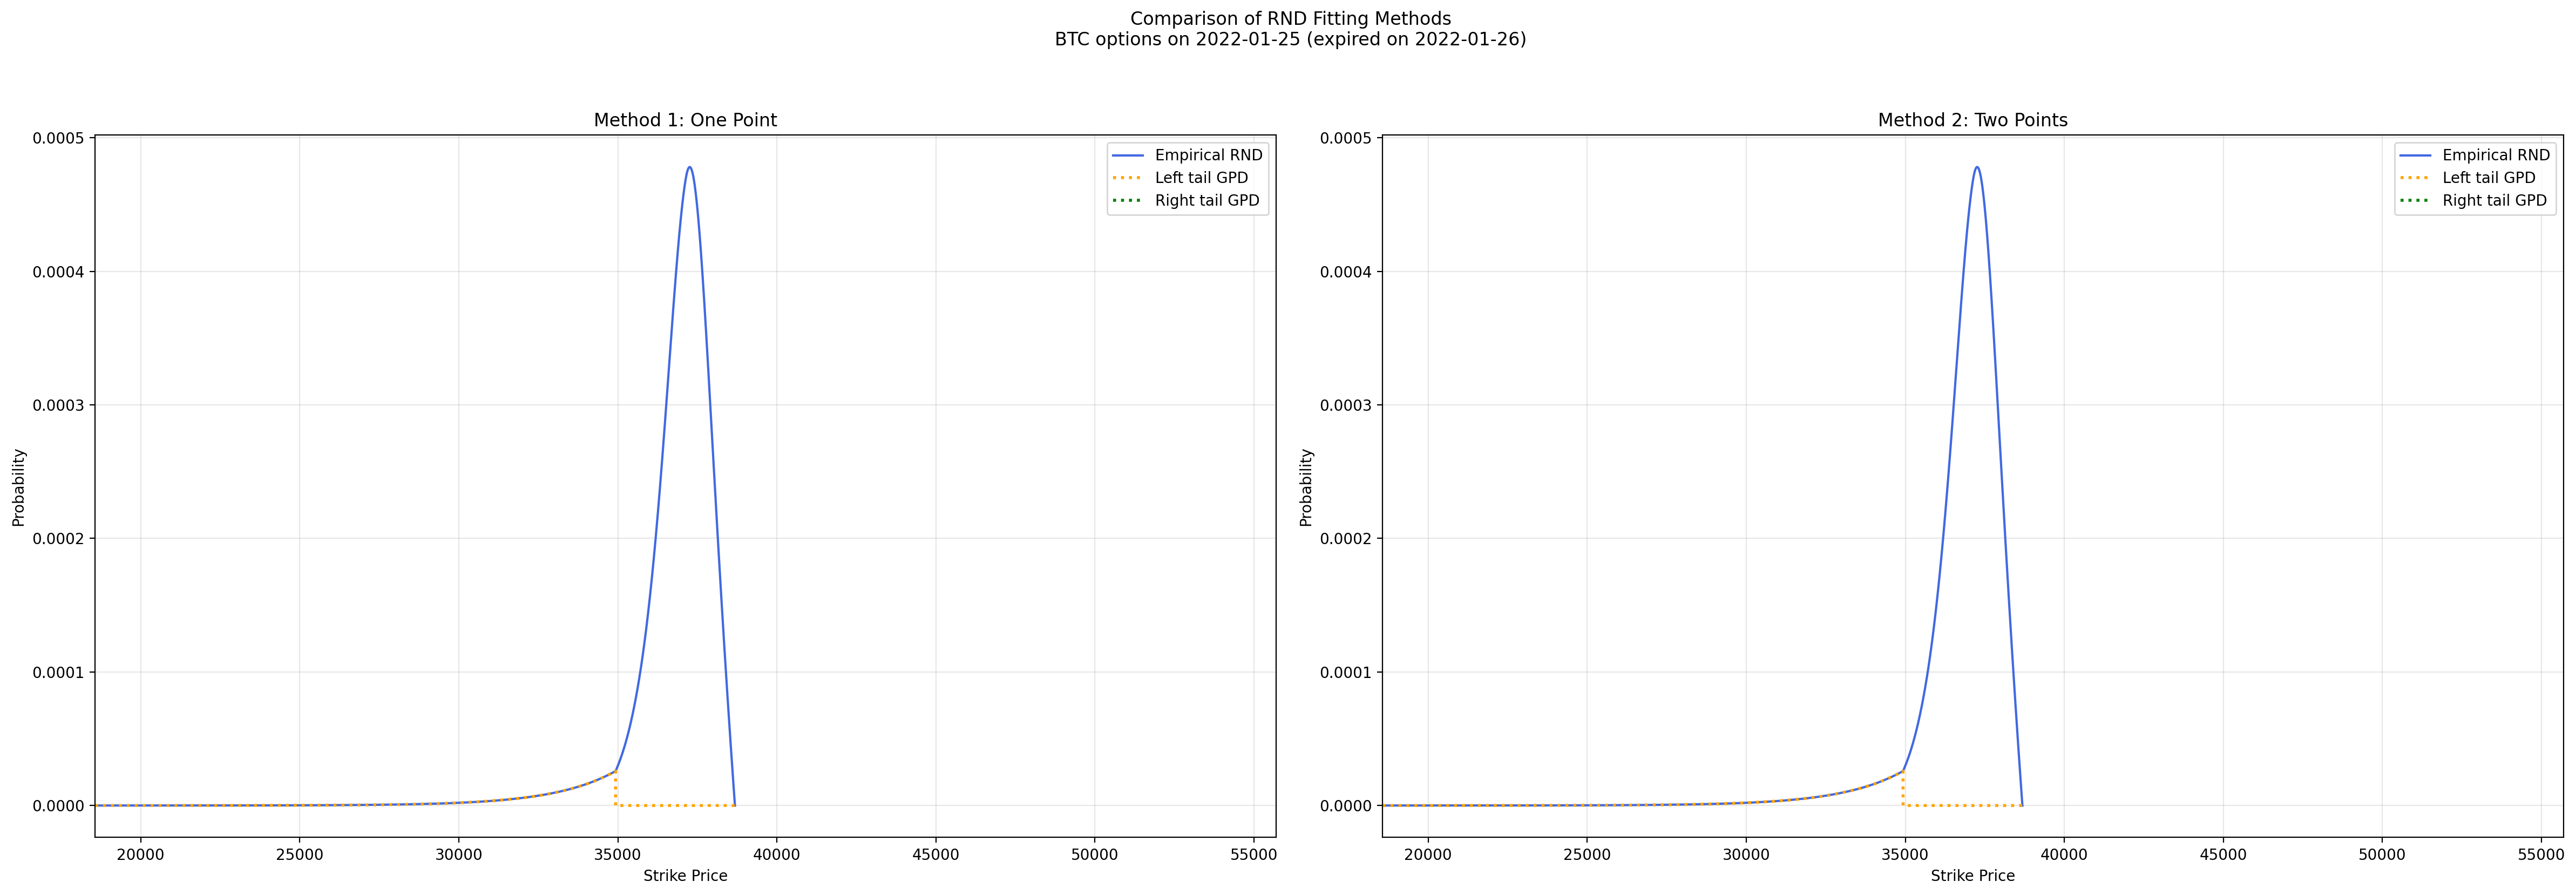 Comparison of RND Fitting Methods
BTC options on 2022-01-25 (expired on 2022-01-26)
Method 1: One Point
0.0005
0.0004
0.0003
0.0002
0.0001
0.0000
Probability
Empirical RND
Left tail GPD
Right tail GPD
20000 25000 30000 35000 40000 45000 50000 55000
Strike Price
Method 2: Two Points
0.0005
0.0004
0.0003
0.0002
0.0001
0.0000
Probability
Empirical RND
Left tail GPD
Right tail GPD
20000 25000 30000 35000 40000 45000 50000 55000
Strike Price